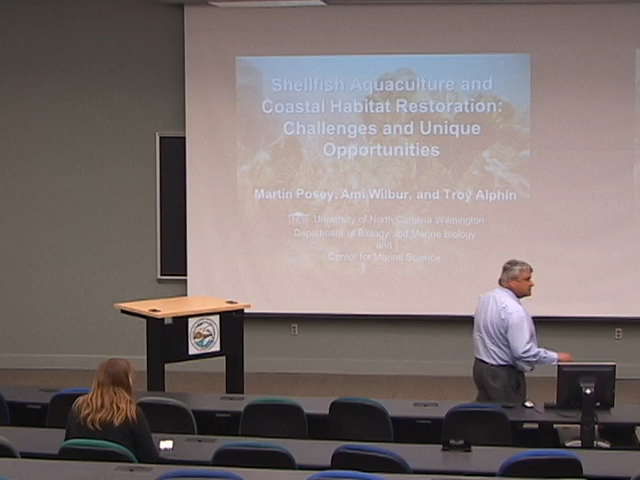 Shellfish Aquaculture and
Coastal Habitat Restoration:
Challenges and Unique
Opportunities
Martin Posey, Ami Wilbur, and Troy Alphin
University of North Carolina Wilmington
Department of Biology and Marine Biology
and
Center for Marine Science